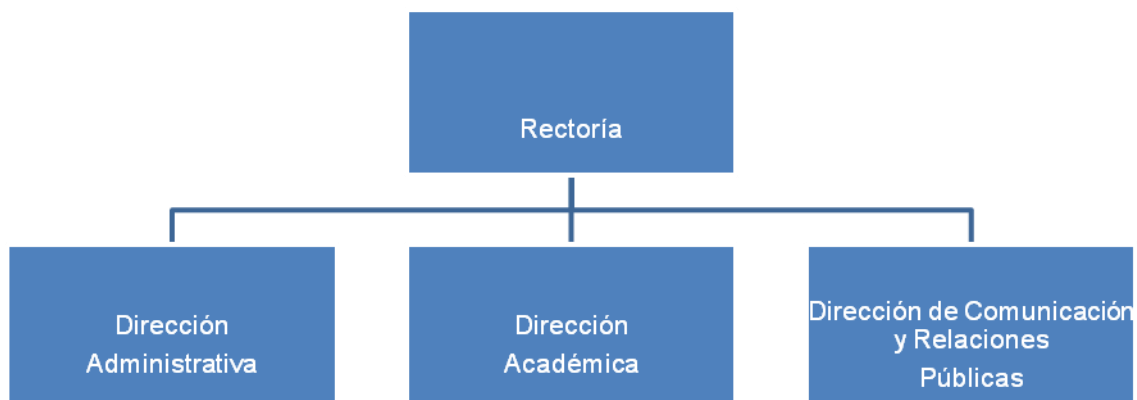 Rectoría
Dirección
Administrativa
Dirección
Académica
Dirección de Comunicación
y Relaciones
Públicas